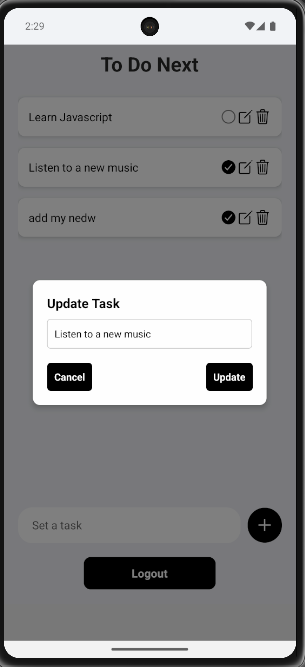 2:29
To Do Next
Learn Javascript
Listen to a new music
add my nedw
Update Task
Listen to a new music
Cancel
Update
Set a task
Logout